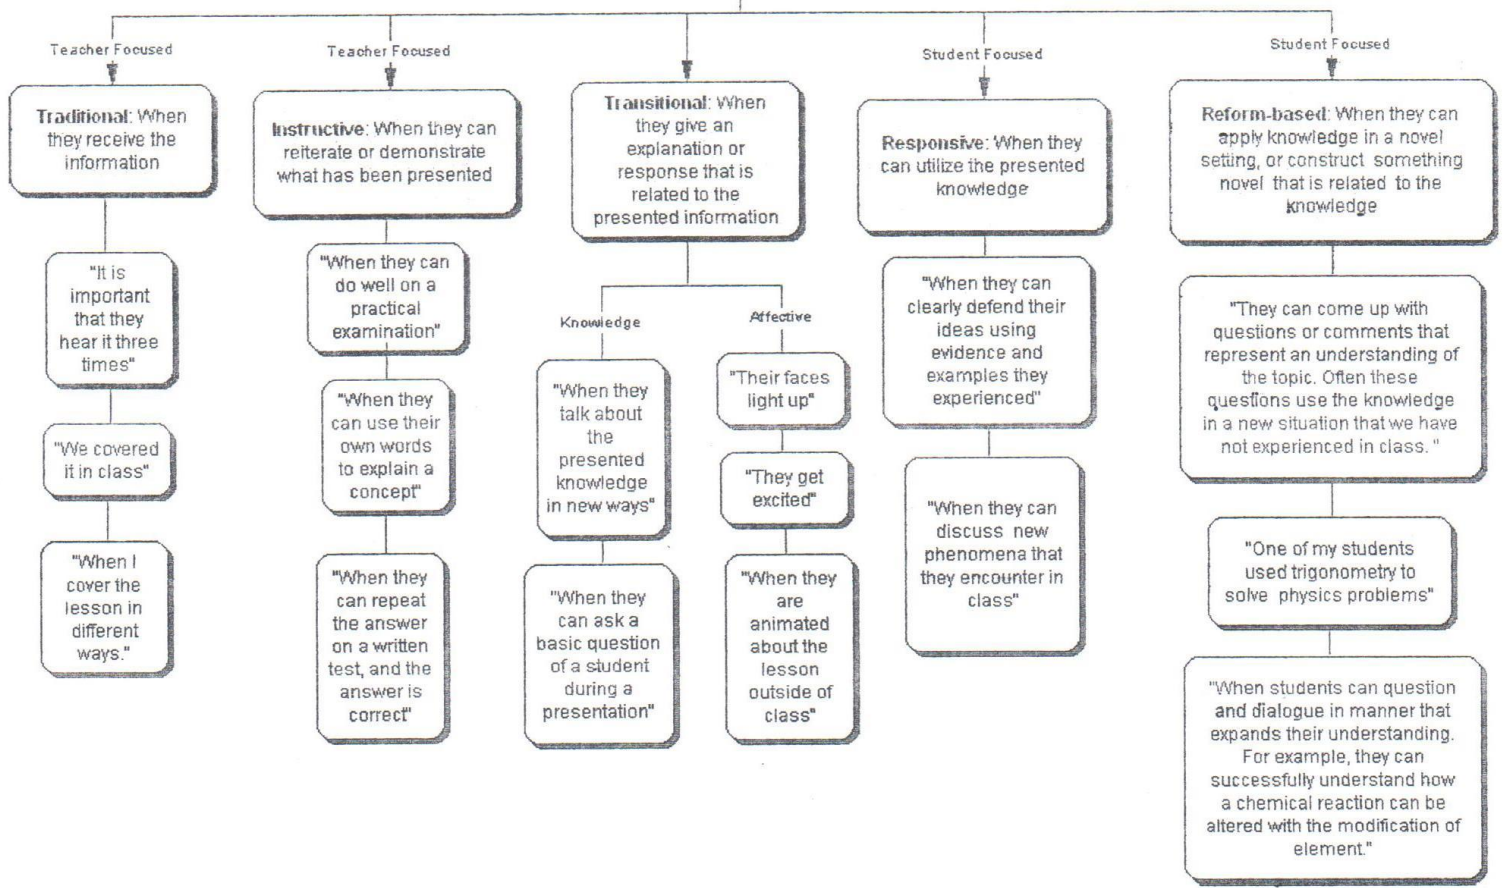 Teacher Focused
Traditional: When
they receive the
information
"It is
important
that they
hear it three
times"
"We covered
it in class"
"When I
cover the
lesson in
different
ways."
Teacher Focused
Instructive: When they can
reiterate or demonstrate
what has been presented
"When they can
do well on a
practical
examination"
"When they
can use their
own words
to explain a
concept"
"When they
can repeat
the answer
on a written
test, and the
answer is
correct"
Transitional: When
they give an
explanation or
response that is
related to the
presented information
Knowledge
"When they
talk about
the
presented
knowledge
in new ways"
"When they
can ask a
basic question
of a student
during a
presentation"
Affective
"Their faces
light up"
"They get
excited"
"When they
are
animated
about the
lesson
outside of
class"
Student Focused
Responsive: When they
can utilize the presented
knowledge
"When they can
clearly defend their
ideas using
evidence and
examples they
experienced"
"When they can
discuss new
phenomena that
they encounter in
class"
Student Focused
Reform-based: When they can
apply knowledge in a novel
setting, or construct something
novel that is related to the
knowledge
"They can come up with
questions or comments that
represent an understanding of
the topic. Often these
questions use the knowledge
in a new situation that we have
not experienced in class. "
"One of my students
used trigonometry to
solve physics problems"
"When students can question
and dialogue in manner that
expands their understanding.
For example, they can
successfully understand how
a chemical reaction can be
altered with the modification of
element."